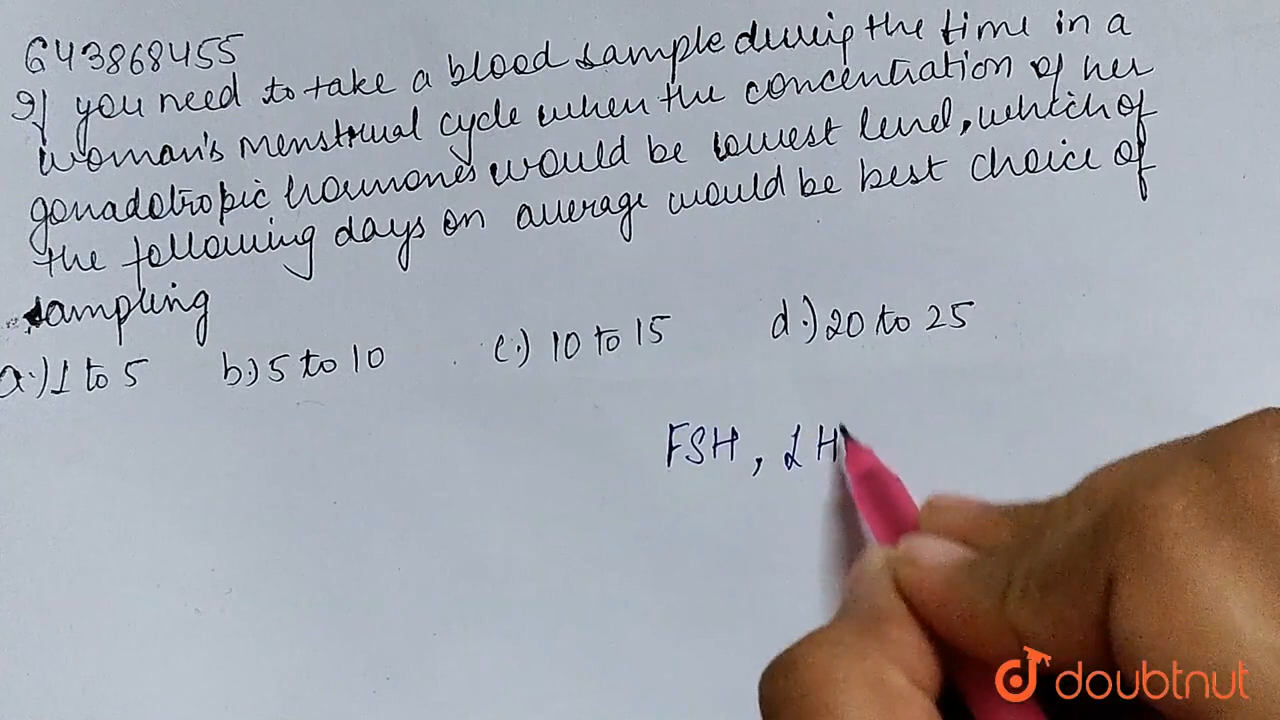 643868455
If you need to take a blood sample during the time in a
woman's menstrual cycle when the concentration of her
gonadotropic hormones would be lowest level, which of
the following days on average would be best choice of
sampling
a.) 1 to 5 b.) 5 to 10 c.) 10 to 15 d.) 20 to 25
FSH, LH
doubtnut